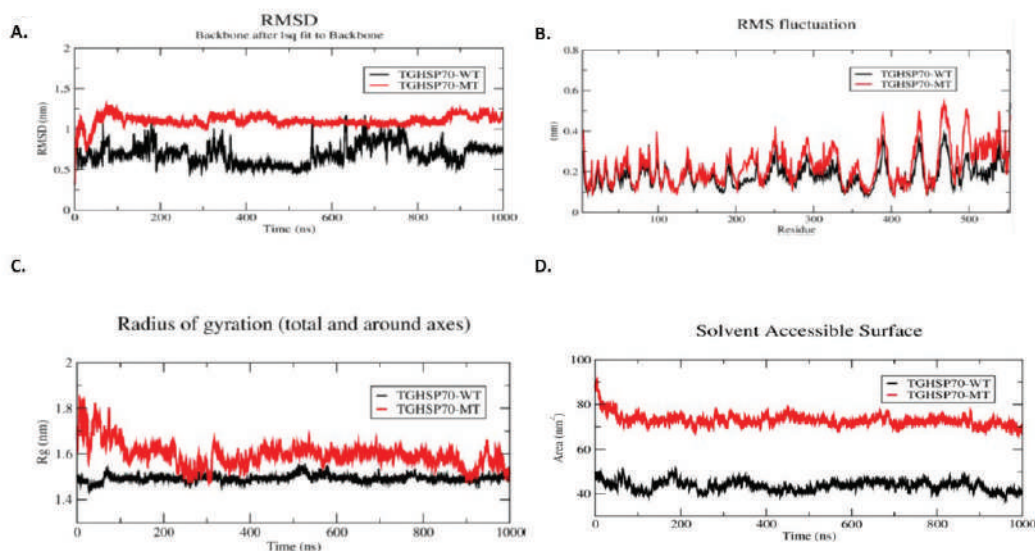 A.
RMSD
Backbone after lsq fit to Backbone
2
1.5
1
0.5
0
RMSD (nm)
TGHSP70-WT
TGHSP70-MT
0 200 400 600 800 1000
Time (ns)
B.
RMS fluctuation
0.8
0.6
0.4
0.2
0
(nm)
TGHSP70-WT
TGHSP70-MT
100 200 300 400 500
Residue
C.
Radius of gyration (total and around axes)
2
1.8
1.6
1.4
Rg (nm)
TGHSP70-WT
TGHSP70-MT
0 200 400 600 800 1000
Time (ns)
D.
Solvent Accessible Surface
100
80
60
40
Area (nm²)
TGHSP70-WT
TGHSP70-MT
0 200 400 600 800 1000
Time (ns)